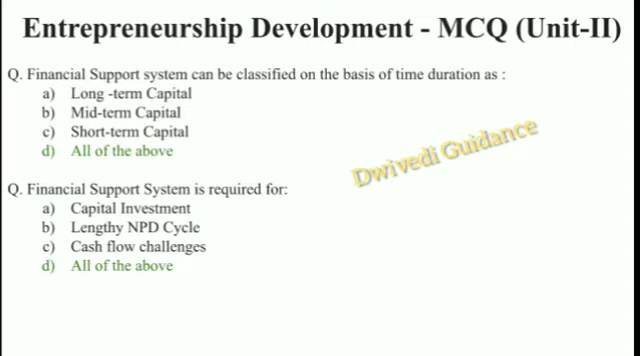 Entrepreneurship Development - MCQ (Unit-II)
Q. Financial Support system can be classified on the basis of time duration as :
a) Long -term Capital
b) Mid-term Capital
c) Short-term Capital
d) All of the above
Dwivedi Guidance
Q. Financial Support System is required for:
a) Capital Investment
b) Lengthy NPD Cycle
c) Cash flow challenges
d) All of the above